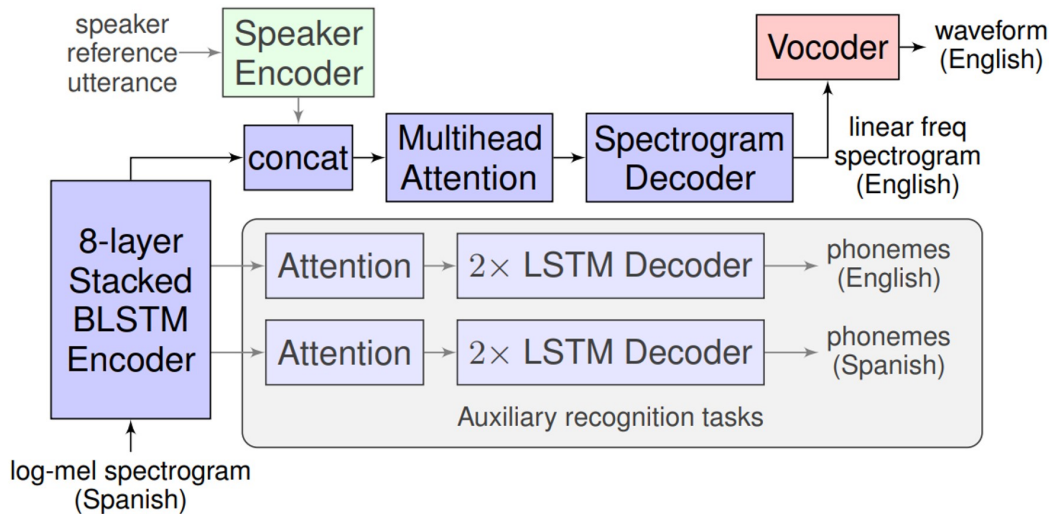 speaker
reference
utterance
Speaker
Encoder
Vocoder
waveform
(English)
concat
Multihead
Attention
Spectrogram
Decoder
linear freq
spectrogram
(English)
8-layer
Stacked
BLSTM
Encoder
Attention
2× LSTM Decoder
phonemes
(English)
Attention
2× LSTM Decoder
phonemes
(Spanish)
Auxiliary recognition tasks
log-mel spectrogram
(Spanish)